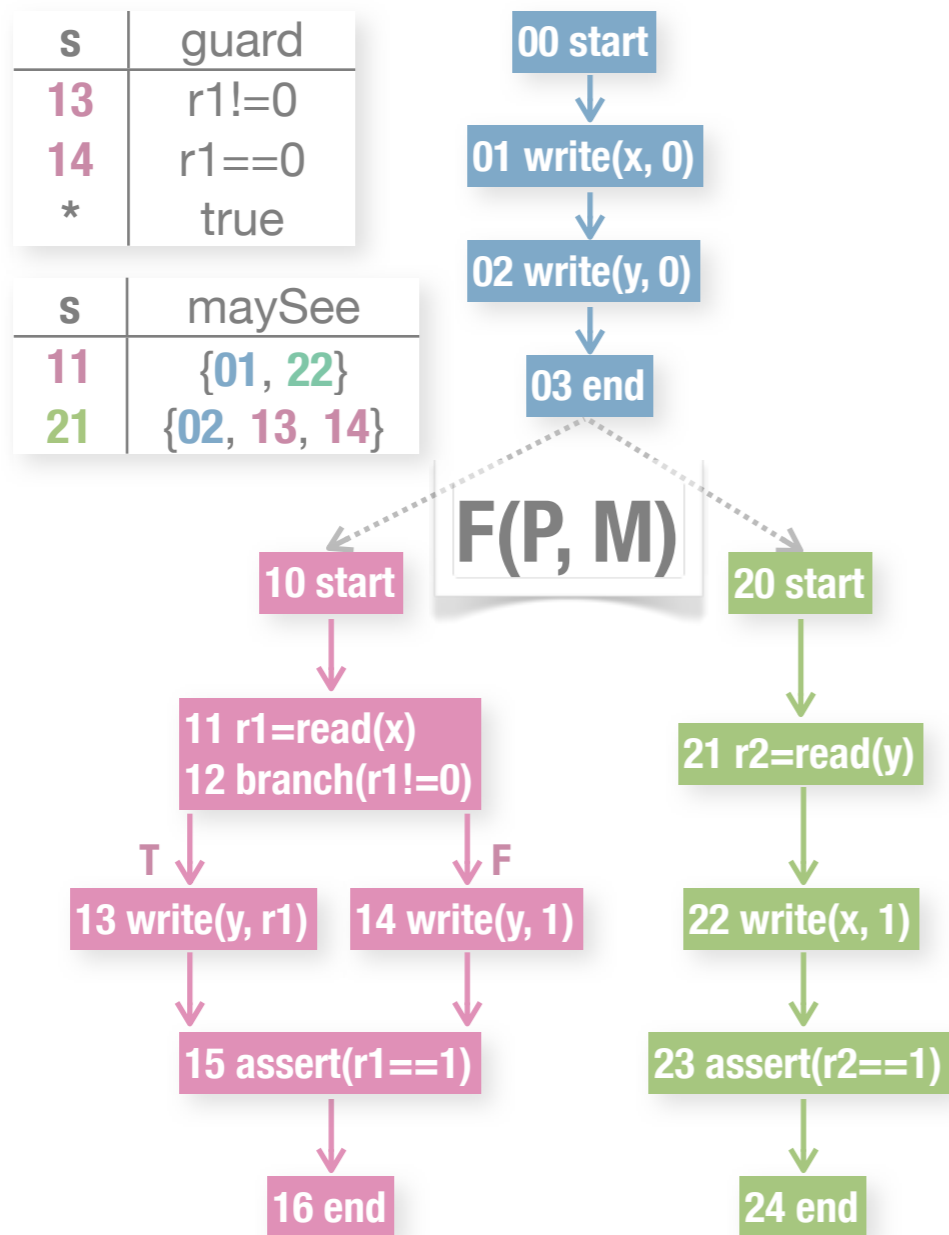 s guard
13 r1!=0
14 r1==0
* true
s maySee
11 {01, 22}
21 {02, 13, 14}
00 start
01 write(x, 0)
02 write(y, 0)
03 end
F(P, M)
10 start
11 r1=read(x)
12 branch(r1!=0)
T
F
13 write(y, r1)
14 write(y, 1)
15 assert(r1==1)
16 end
20 start
21 r2=read(y)
22 write(x, 1)
23 assert(r2==1)
24 end